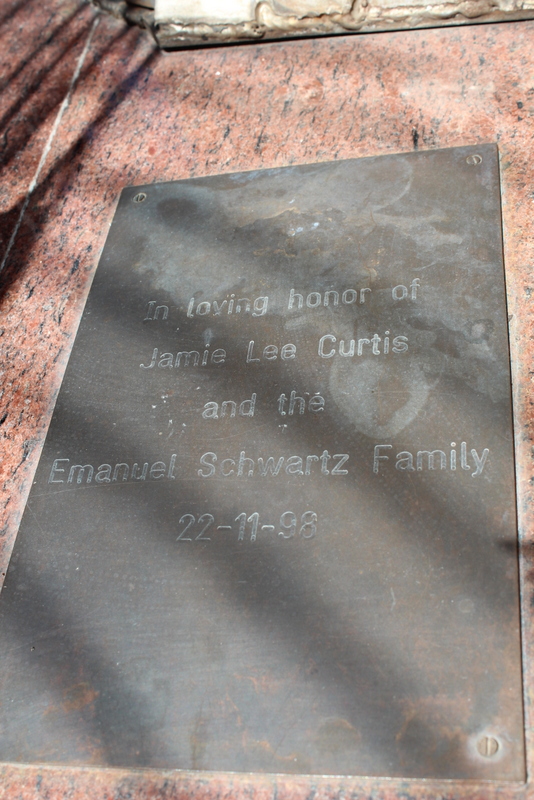 In loving honor of
Jamie Lee Curtis
and the
Emanuel Schwartz Family
22-11-98